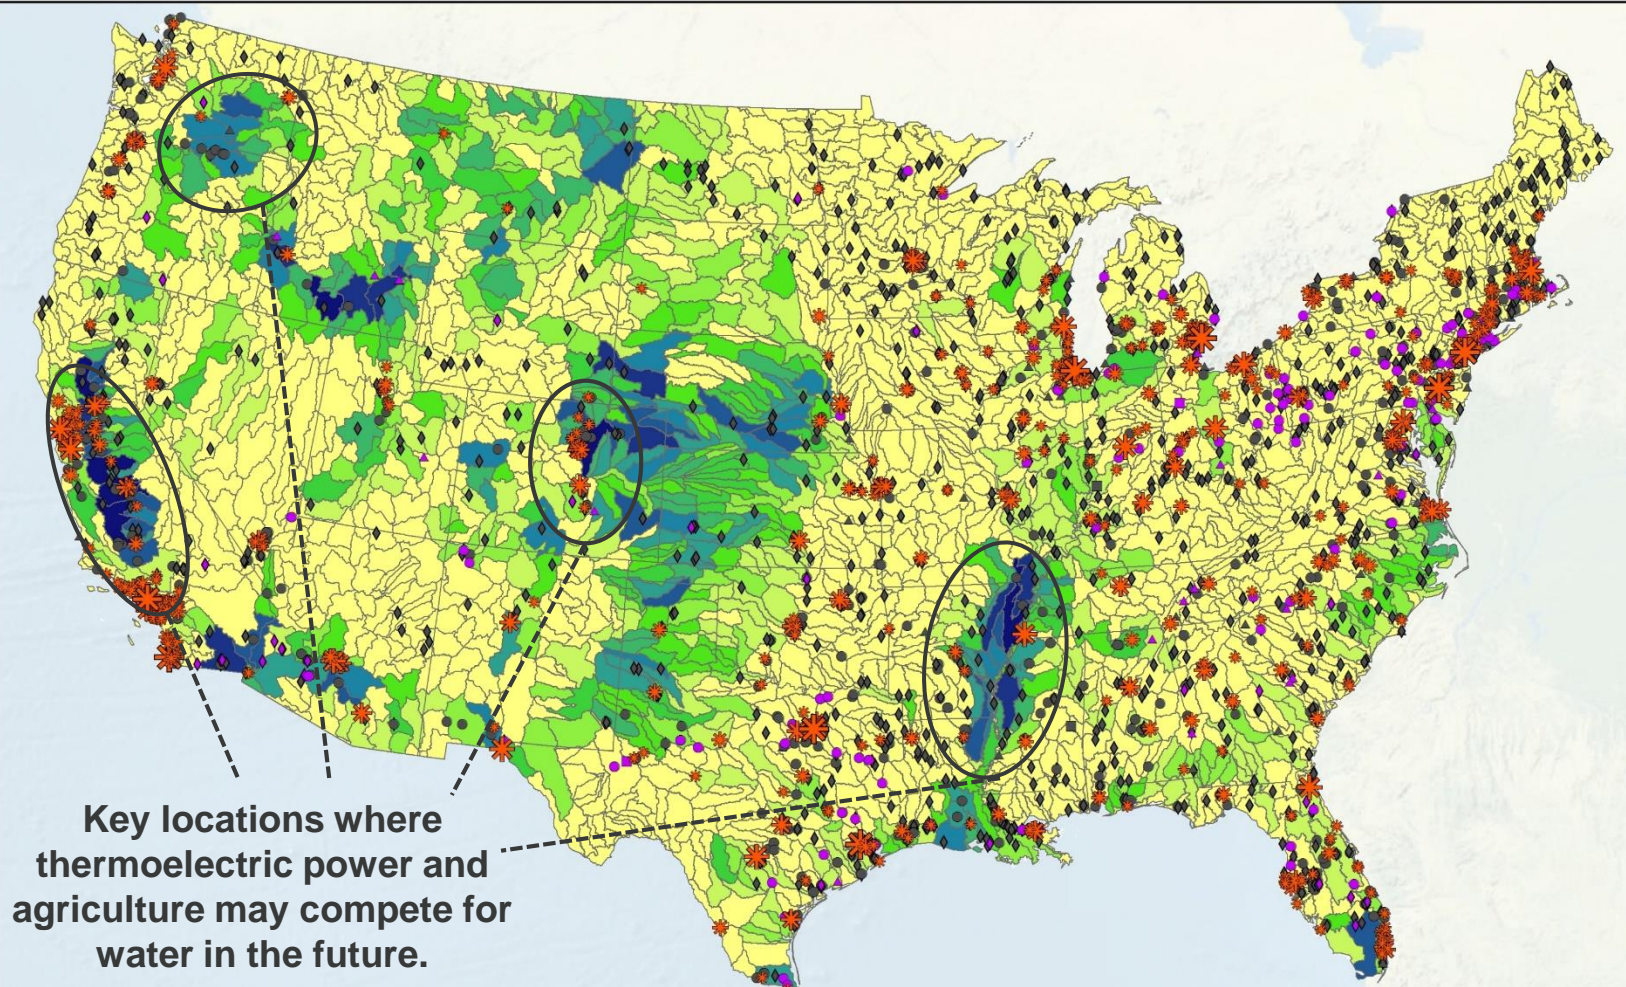 Key locations where
thermoelectric power and
agriculture may compete for
water in the future.